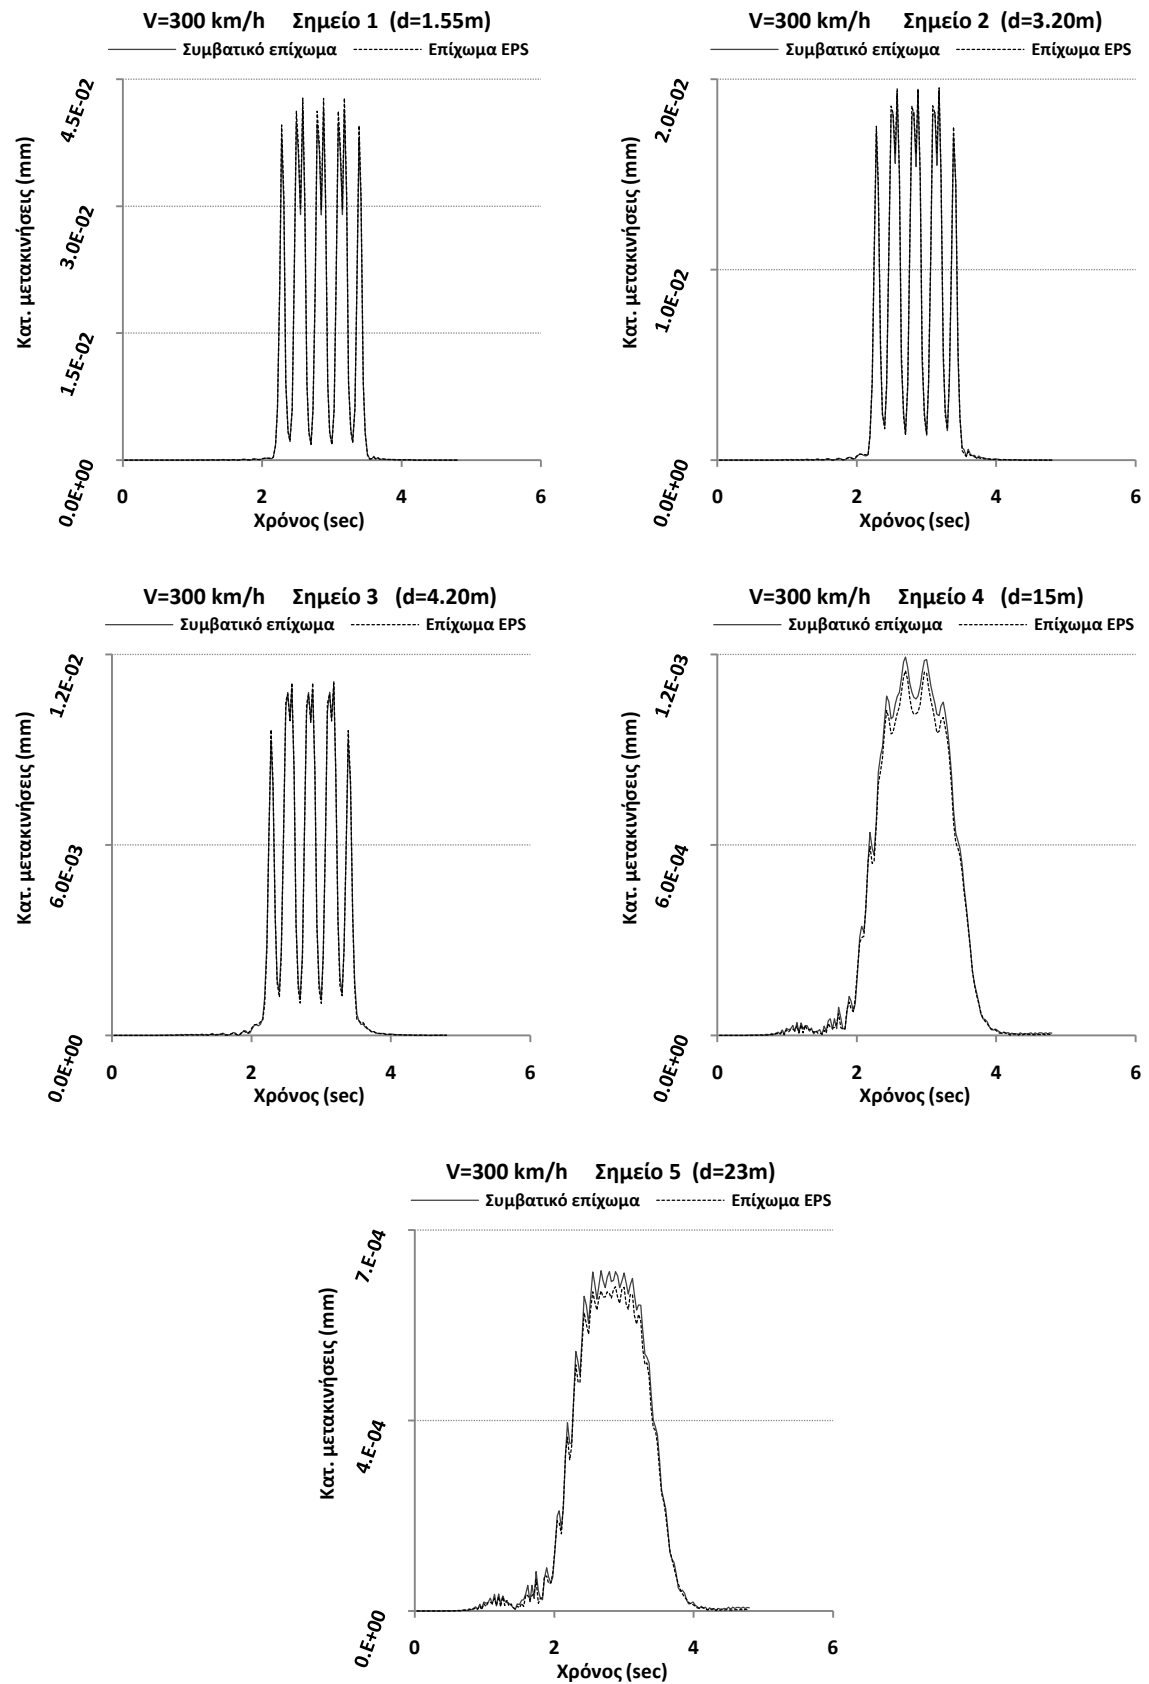 V=300 km/h Σημείο 1 (d=1.55m)
Συμβατικό επίχωμα Επίχωμα EPS
Κατ. μετακινήσεις (mm)
4.5E-02
3.0E-02
1.5E-02
0.0E+00
0 2 4 6
Χρόνος (sec)
V=300 km/h Σημείο 2 (d=3.20m)
Συμβατικό επίχωμα Επίχωμα EPS
Κατ. μετακινήσεις (mm)
2.0E-02
1.0E-02
0.0E+00
0 2 4 6
Χρόνος (sec)
V=300 km/h Σημείο 3 (d=4.20m)
Συμβατικό επίχωμα Επίχωμα EPS
Κατ. μετακινήσεις (mm)
1.2E-02
6.0E-03
0.0E+00
0 2 4 6
Χρόνος (sec)
V=300 km/h Σημείο 4 (d=15m)
Συμβατικό επίχωμα Επίχωμα EPS
Κατ. μετακινήσεις (mm)
1.2E-03
6.0E-04
0.0E+00
0 2 4 6
Χρόνος (sec)
V=300 km/h Σημείο 5 (d=23m)
Συμβατικό επίχωμα Επίχωμα EPS
Κατ. μετακινήσεις (mm)
7.E-04
4.E-04
0.E+00
0 2 4 6
Χρόνος (sec)